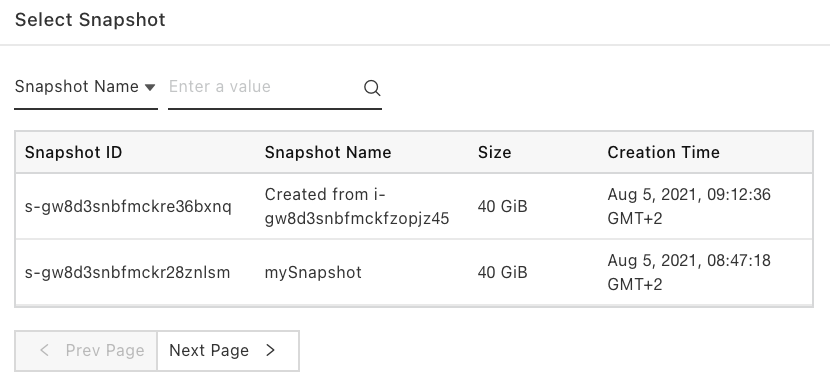 Select Snapshot
Snapshot Name Enter a value
Snapshot ID Snapshot Name Size Creation Time
s-gw8d3snbfmckre36bxnq Created from i-gw8d3snbfmckfzopjz45 40 GiB Aug 5, 2021, 09:12:36 GMT+2
s-gw8d3snbfmckr28znlsm mySnapshot 40 GiB Aug 5, 2021, 08:47:18 GMT+2
< Prev Page Next Page >